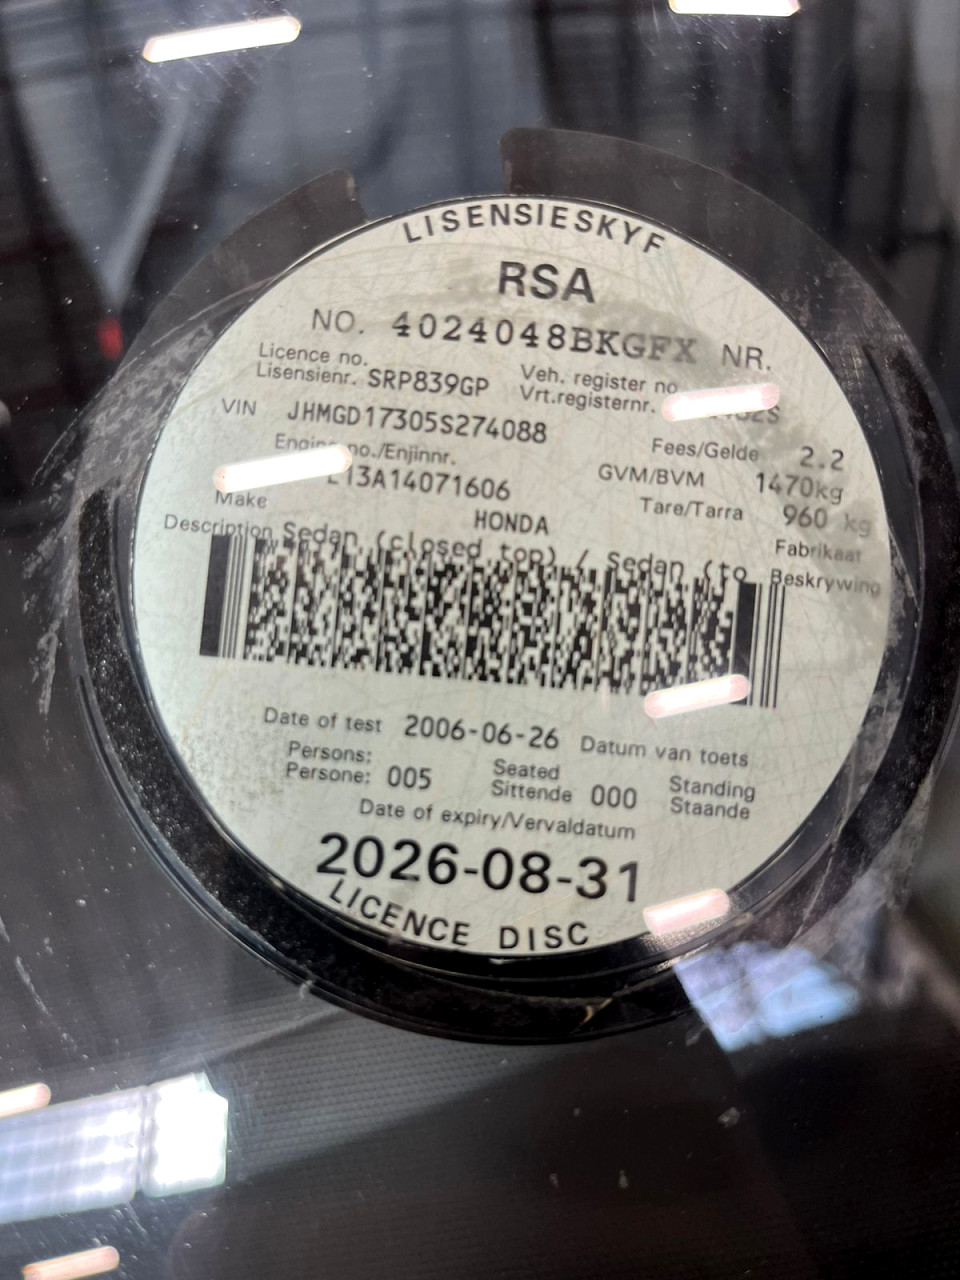 LISENSIESKYF
RSA
NO. 4024048BKGFX NR.
Licence no.
Lisensienr. SRP839GP
Veh. register no
Vrt.registernr.
VIN JHMGD17305S274088
Engine no./Enjinnr.
L13A14071606
Fees/Gelde 2.2
GVM/BVM 1470kg
Tare/Tarra 960 kg
Make HONDA Fabrikaat
Description Sedan (closed top) / Sedan (to Beskrywing
Date of test 2006-06-26 Datum van toets
Persons:
Persone: 005
Seated
Sittende 000
Standing
Staande
Date of expiry/Vervaldatum
2026-08-31
LICENCE DISC